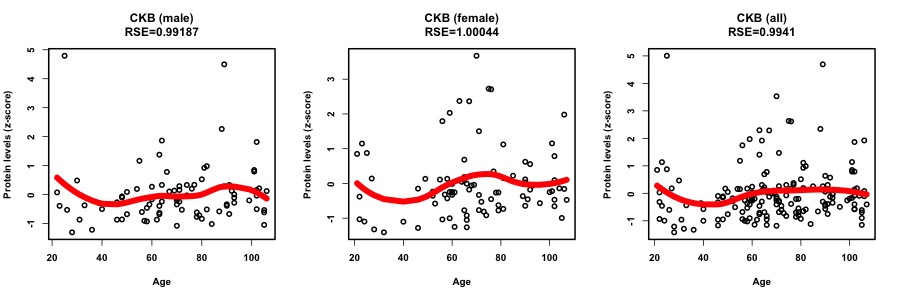 CKB (male)
RSE=0.99187
Protein levels (z-score)
5
4
3
2
1
0
-1
20
40
60
80
100
Age
CKB (female)
RSE=1.00044
Protein levels (z-score)
3
2
1
0
-1
20
40
60
80
100
Age
CKB (all)
RSE=0.9941
Protein levels (z-score)
5
4
3
2
1
0
-1
20
40
60
80
100
Age